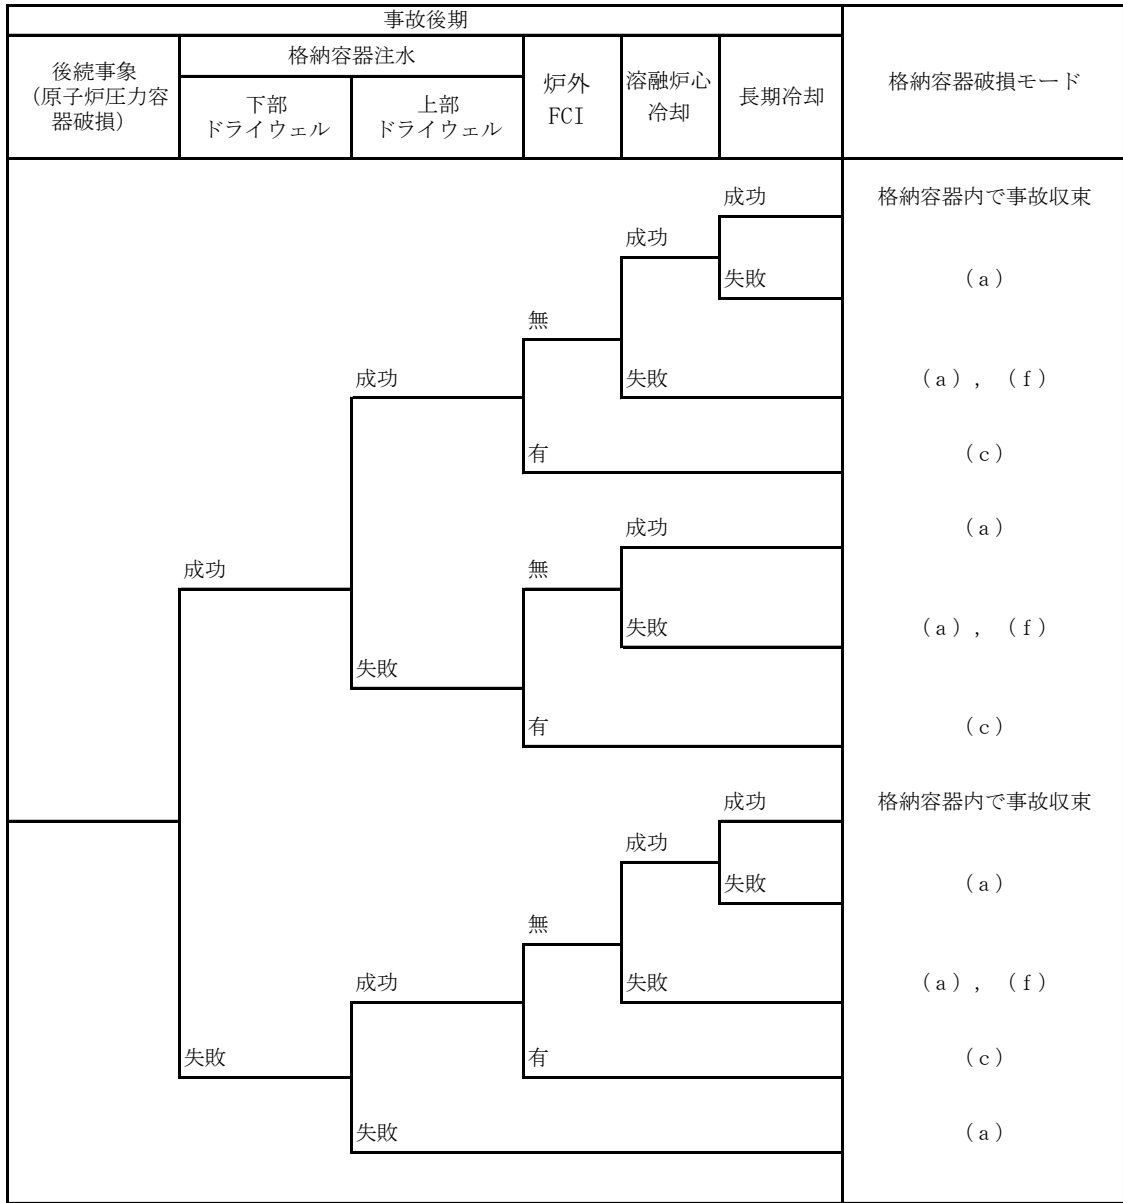 事故後期
後続事象
(原子炉圧力容
器破損)
格納容器注水
下部
ドライウェル
上部
ドライウェル
炉外
FCI
溶融炉心
冷却
長期冷却
格納容器破損モード
成功
格納容器内で事故収束
成功
失敗
(a)
無
成功
失敗
(a), (f)
有
(c)
成功
(a)
成功
無
失敗
(a), (f)
失敗
有
(c)
成功
格納容器内で事故収束
成功
失敗
(a)
無
成功
失敗
(a), (f)
失敗
有
(c)
失敗
(a)